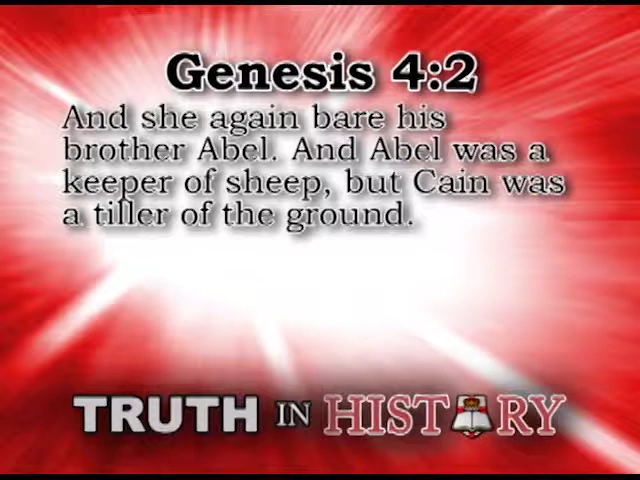 Genesis 4:2
And she again bare his
brother Abel. And Abel was a
keeper of sheep, but Cain was
a tiller of the ground.
TRUTH IN HISTORY